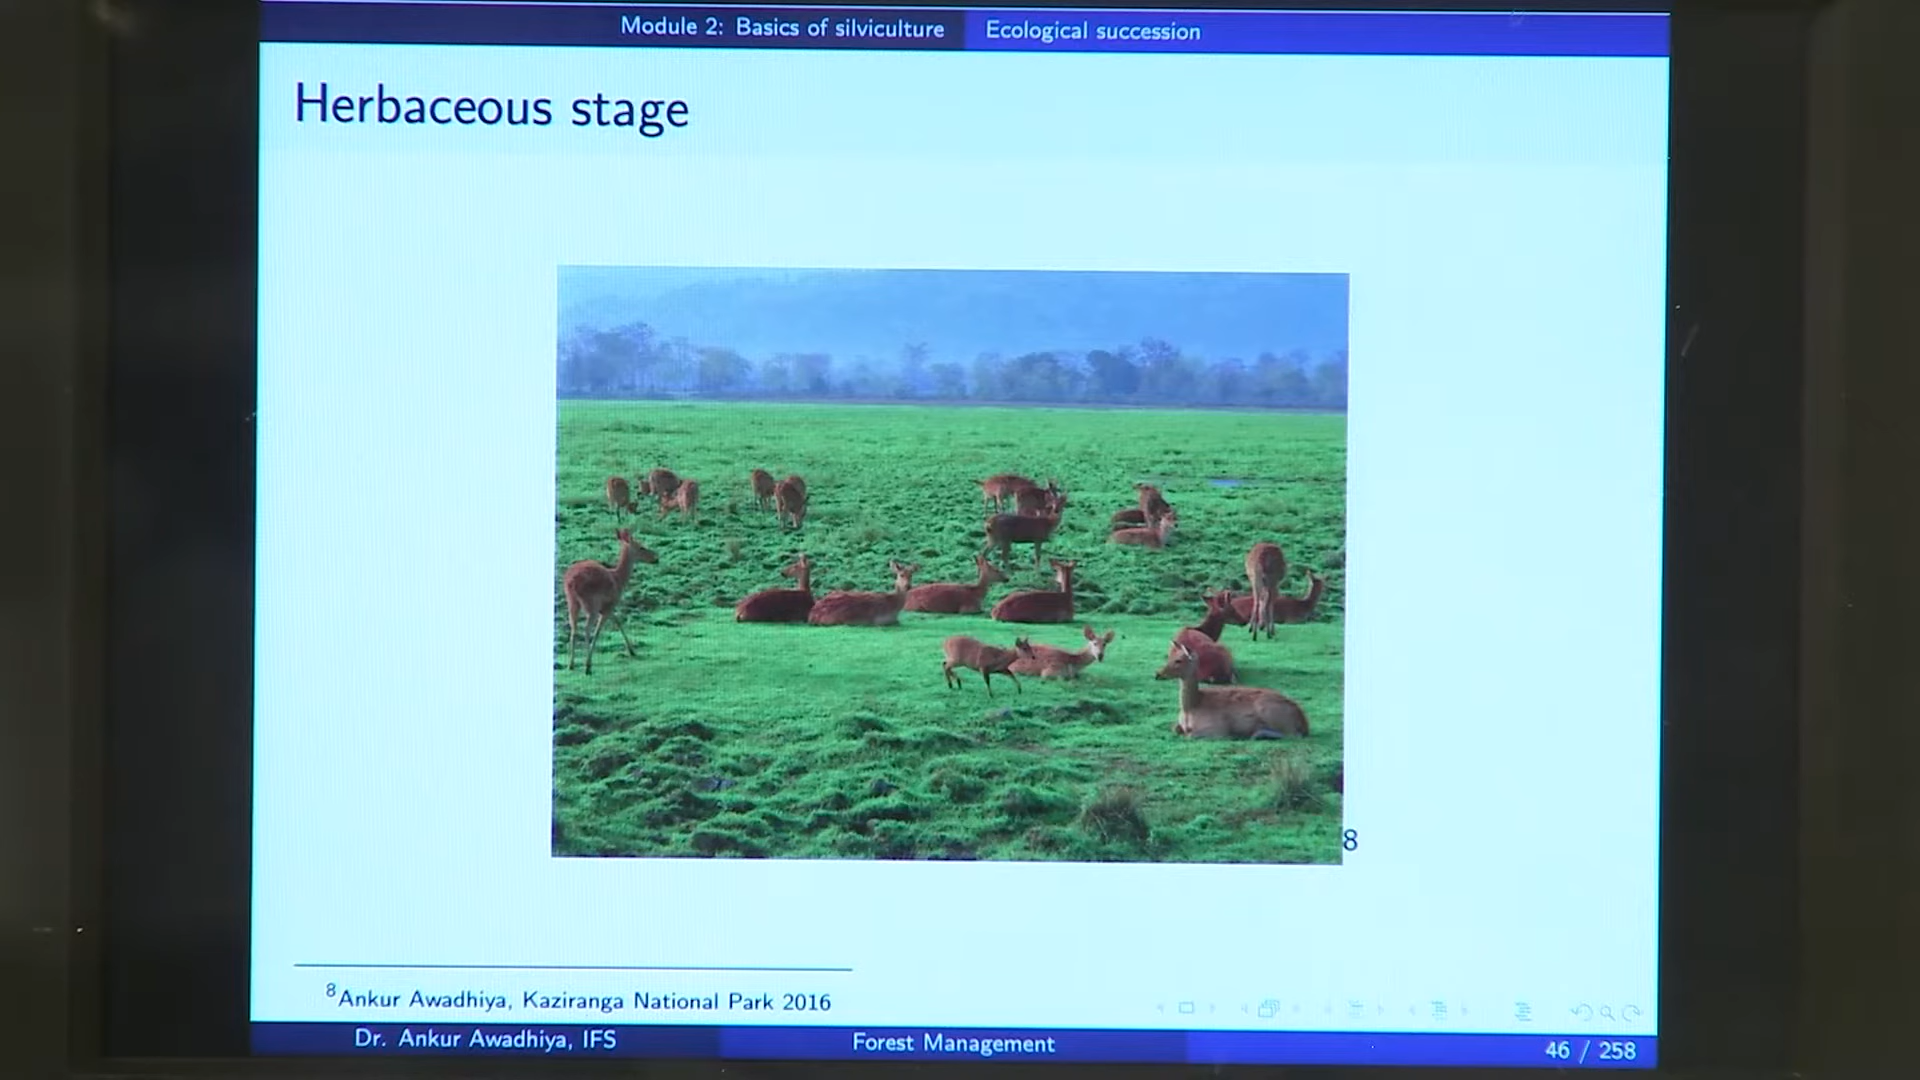 Module 2: Basics of silviculture Ecological succession
Herbaceous stage
8
8Ankur Awadhiya, Kaziranga National Park 2016
Dr. Ankur Awadhiya, IFS Forest Management 46 / 258